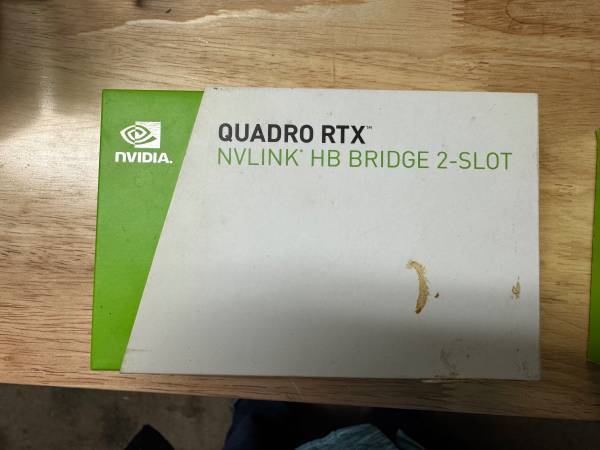 NVIDIA.
QUADRO RTX™
NVLINK® HB BRIDGE 2-SLOT